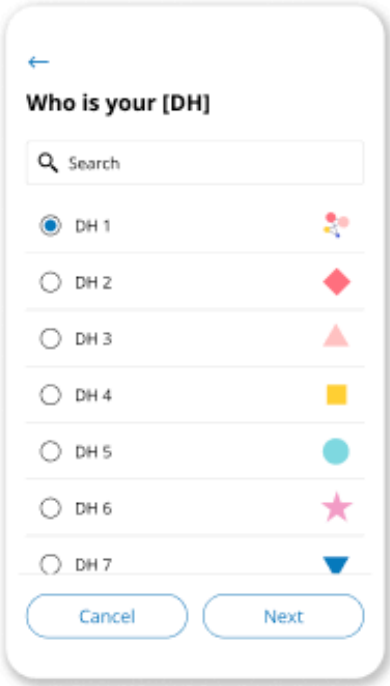 Who is your [DH]
Search
DH 1
DH 2
DH 3
DH 4
DH 5
DH 6
DH 7
Cancel
Next